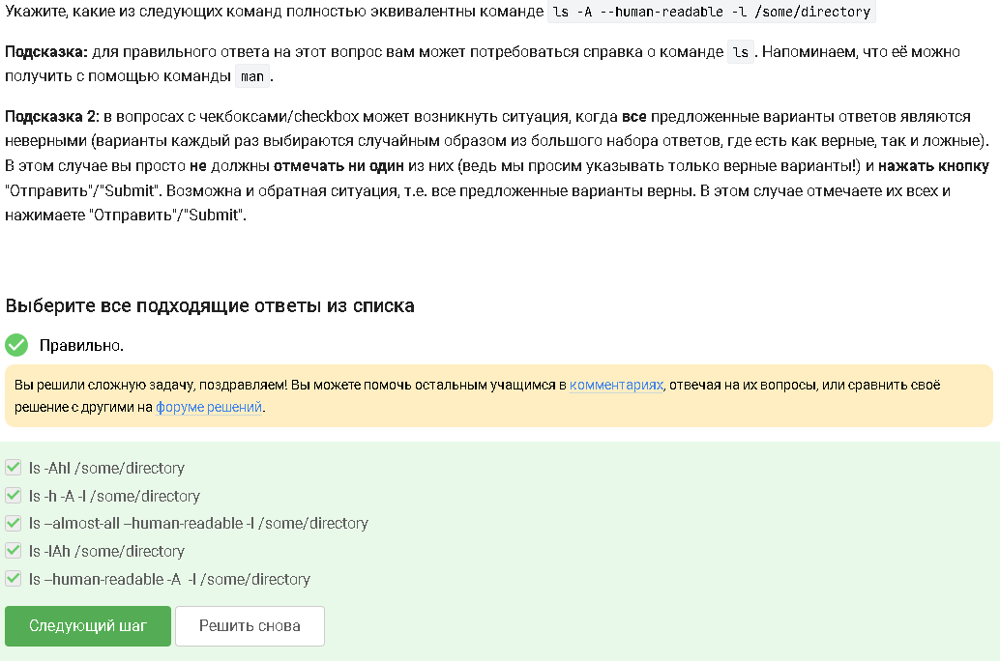 Укажите, какие из следующих команд полностью эквивалентны команде ls -A --human-readable -l /some/directory
Подсказка: для правильного ответа на этот вопрос вам может потребоваться справка о команде ls. Напоминаем, что её можно
получить с помощью команды man.
Подсказка 2: в вопросах с чекбоксами/checkbox может возникнуть ситуация, когда все предложенные варианты ответов являются
неверными (варианты каждый раз выбираются случайным образом из большого набора ответов, где есть как верные, так и ложные).
В этом случае вы просто не должны отмечать ни один из них (ведь мы просим указывать только верные варианты!) и нажать кнопку
"Отправить"/"Submit". Возможна и обратная ситуация, т.е. все предложенные варианты верны. В этом случае отмечаете их всех и
нажимаете "Отправить"/"Submit".
Выберите все подходящие ответы из списка
Правильно.
Вы решили сложную задачу, поздравляем! Вы можете помочь остальным учащимся в комментариях, отвечая на их вопросы, или сравнить своё
решение с другими на форуме решений.
ls -Ahl /some/directory
ls -h -A -l /some/directory
ls –almost-all –human-readable -l /some/directory
ls -lAh /some/directory
ls –human-readable -A  -l /some/directory
Следующий шаг
Решить снова